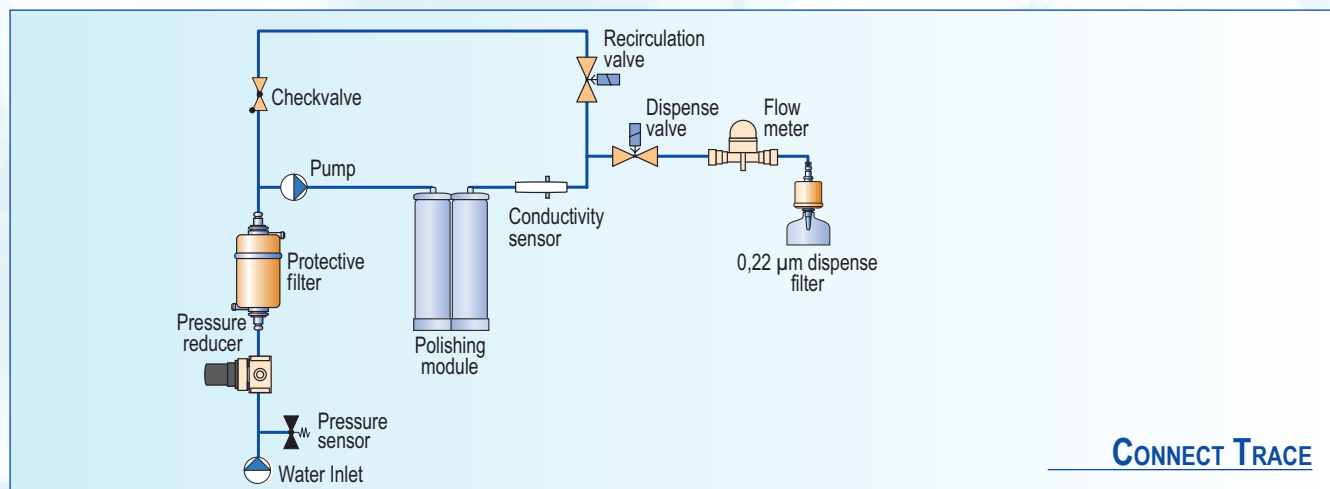 Recirculation
valve
Checkvalve
Dispense
valve
Flow
meter
Pump
Conductivity
sensor
0,22 µm dispense
filter
Protective
filter
Pressure
reducer
Polishing
module
Pressure
sensor
Water Inlet
CONNECT TRACE